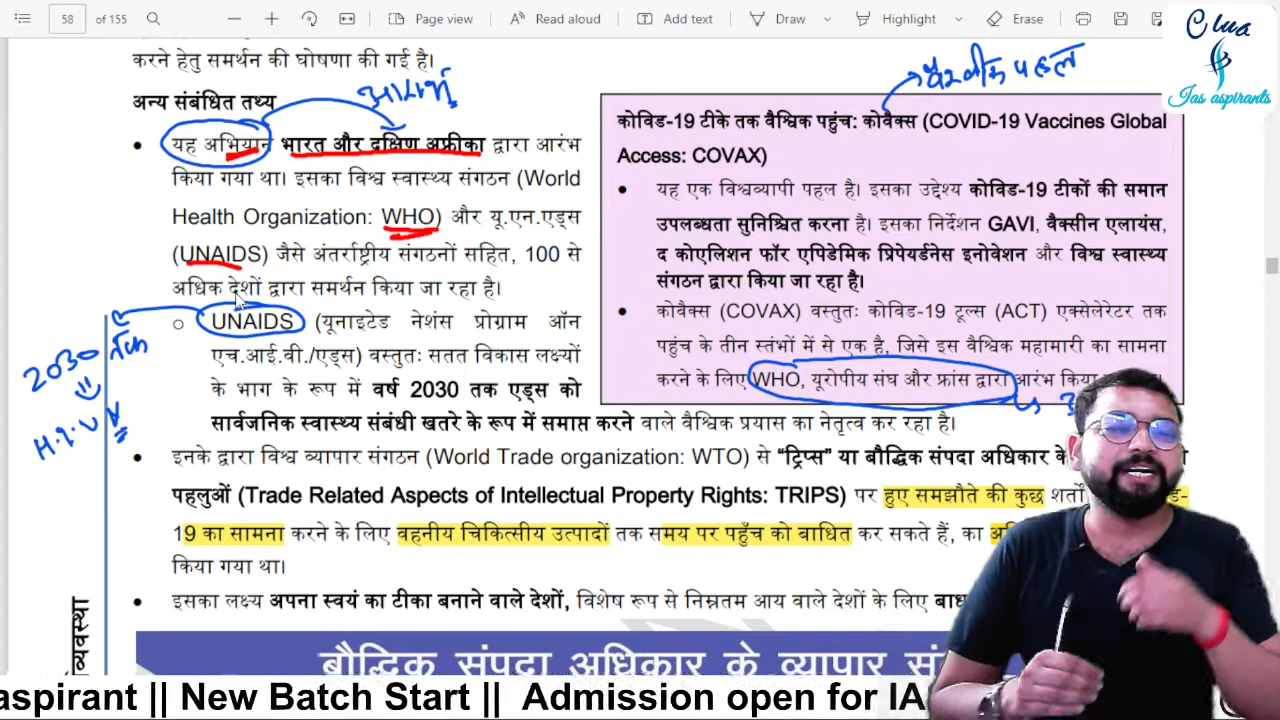 58 of 155
Page view
Read aloud
Add text
Draw
Highlight
Erase
Clua
Ias aspirants
करने हेतु समर्थन की घोषणा की गई है।
अन्य संबंधित तथ्य
यह अभियान भारत और दक्षिण अफ्रीका द्वारा आरंभ
किया गया था। इसका विश्व स्वास्थ्य संगठन (World
Health Organization: WHO) और यू.एन.एड्स
(UNAIDS) जैसे अंतर्राष्ट्रीय संगठनों सहित, 100 से
अधिक देशों द्वारा समर्थन किया जा रहा है।
UNAIDS (यूनाइटेड नेशंस प्रोग्राम ऑन
एच.आई.वी./एड्स) वस्तुतः सतत विकास लक्ष्यों
के भाग के रूप में वर्ष 2030 तक एड्स को
सार्वजनिक स्वास्थ्य संबंधी खतरे के रूप में समाप्त करने वाले वैश्विक प्रयास का नेतृत्व कर रहा है।
2030 तक
H.I.V
पहल
कोविड-19 टीके तक वैश्विक पहुंच: कोवैक्स (COVID-19 Vaccines Global
Access: COVAX)
यह एक विश्वव्यापी पहल है। इसका उद्देश्य कोविड-19 टीकों की समान
उपलब्धता सुनिश्चित करना है। इसका निर्देशन GAVI, वैक्सीन एलायंस,
द कोएलिशन फॉर एपिडेमिक प्रिपेयर्डनेस इनोवेशन और विश्व स्वास्थ्य
संगठन द्वारा किया जा रहा है।
कोवैक्स (COVAX) वस्तुतः कोविड-19 टूल्स (ACT) एक्सेलेरेटर तक
पहुंच के तीन स्तंभों में से एक है, जिसे इस वैश्विक महामारी का सामना
करने के लिए WHO, यूरोपीय संघ और फ्रांस द्वारा आरंभ किया
इनके द्वारा विश्व व्यापार संगठन (World Trade organization: WTO) से “ट्रिप्स” या बौद्धिक संपदा अधिकार के
पहलुओं (Trade Related Aspects of Intellectual Property Rights: TRIPS) पर हुए समझौते की कुछ शर्तों
19 का सामना करने के लिए वहनीय चिकित्सीय उत्पादों तक समय पर पहुँच को बाधित कर सकते हैं, का
किया गया था।
इसका लक्ष्य अपना स्वयं का टीका बनाने वाले देशों, विशेष रूप से निम्नतम आय वाले देशों के लिए
बौद्धिक संपदा अधिकार के व्यापार
aspirant || New Batch Start || Admission open for IA